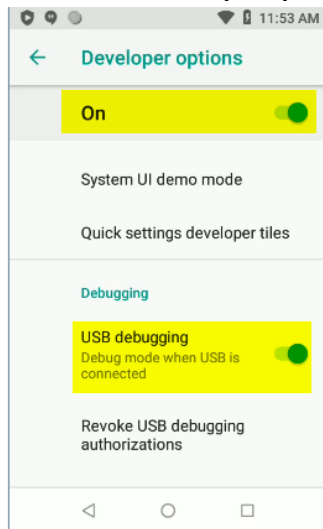 11:53 AM
Developer options
On
System UI demo mode
Quick settings developer tiles
Debugging
USB debugging
Debug mode when USB is
connected
Revoke USB debugging
authorizations